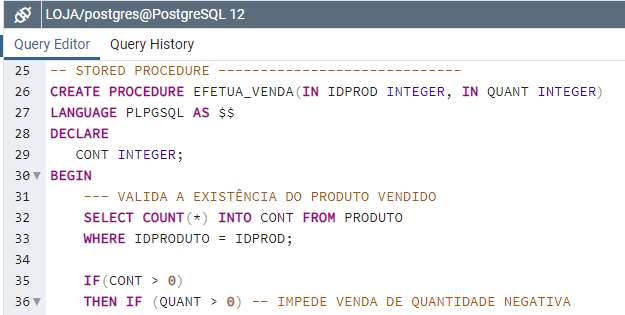 LOJA/postgres@PostgreSQL 12
Query Editor Query History
25 -- STORED PROCEDURE -----------------------------
26 CREATE PROCEDURE EFETUA_VENDA(IN IDPROD INTEGER, IN QUANT INTEGER)
27 LANGUAGE PLPGSQL AS $$
28 DECLARE
29 CONT INTEGER;
30 BEGIN
31 --- VALIDA A EXISTÊNCIA DO PRODUTO VENDIDO
32 SELECT COUNT(*) INTO CONT FROM PRODUTO
33 WHERE IDPRODUTO = IDPROD;
34
35 IF(CONT > 0)
36 THEN IF (QUANT > 0) -- IMPEDE VENDA DE QUANTIDADE NEGATIVA